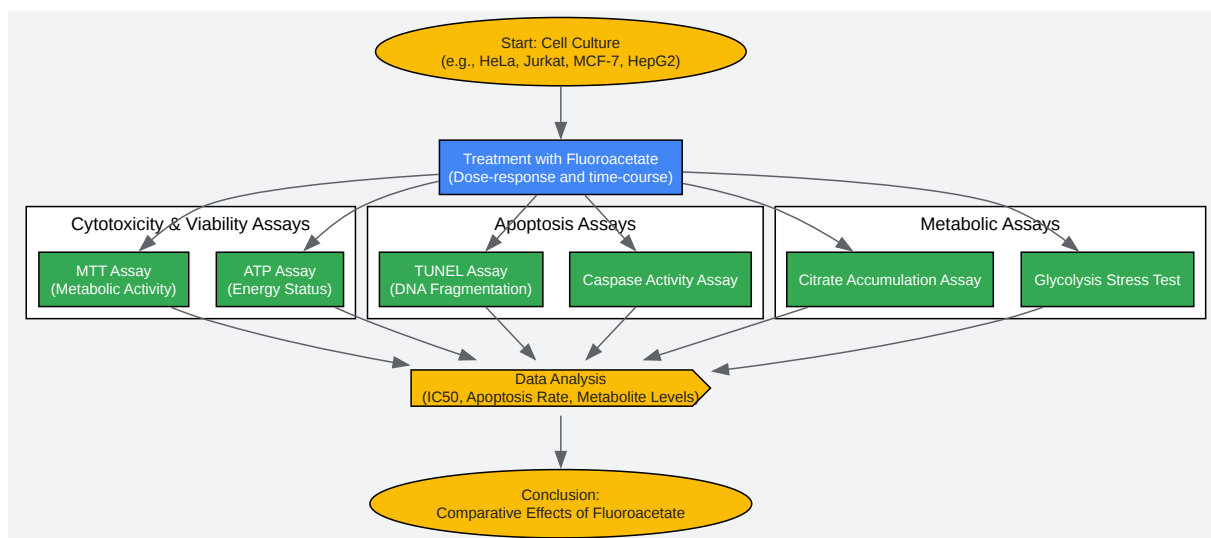 Start: Cell Culture
(e.g., HeLa, Jurkat, MCF-7, HepG2)
Treatment with Fluoroacetate
(Dose-response and time-course)
Cytotoxicity & Viability Assays
Apoptosis Assays
Metabolic Assays
MTT Assay
(Metabolic Activity)
ATP Assay
(Energy Status)
TUNEL Assay
(DNA Fragmentation)
Caspase Activity Assay
Citrate Accumulation Assay
Glycolysis Stress Test
Data Analysis
(IC50, Apoptosis Rate, Metabolite Levels)
Conclusion:
Comparative Effects of Fluoroacetate